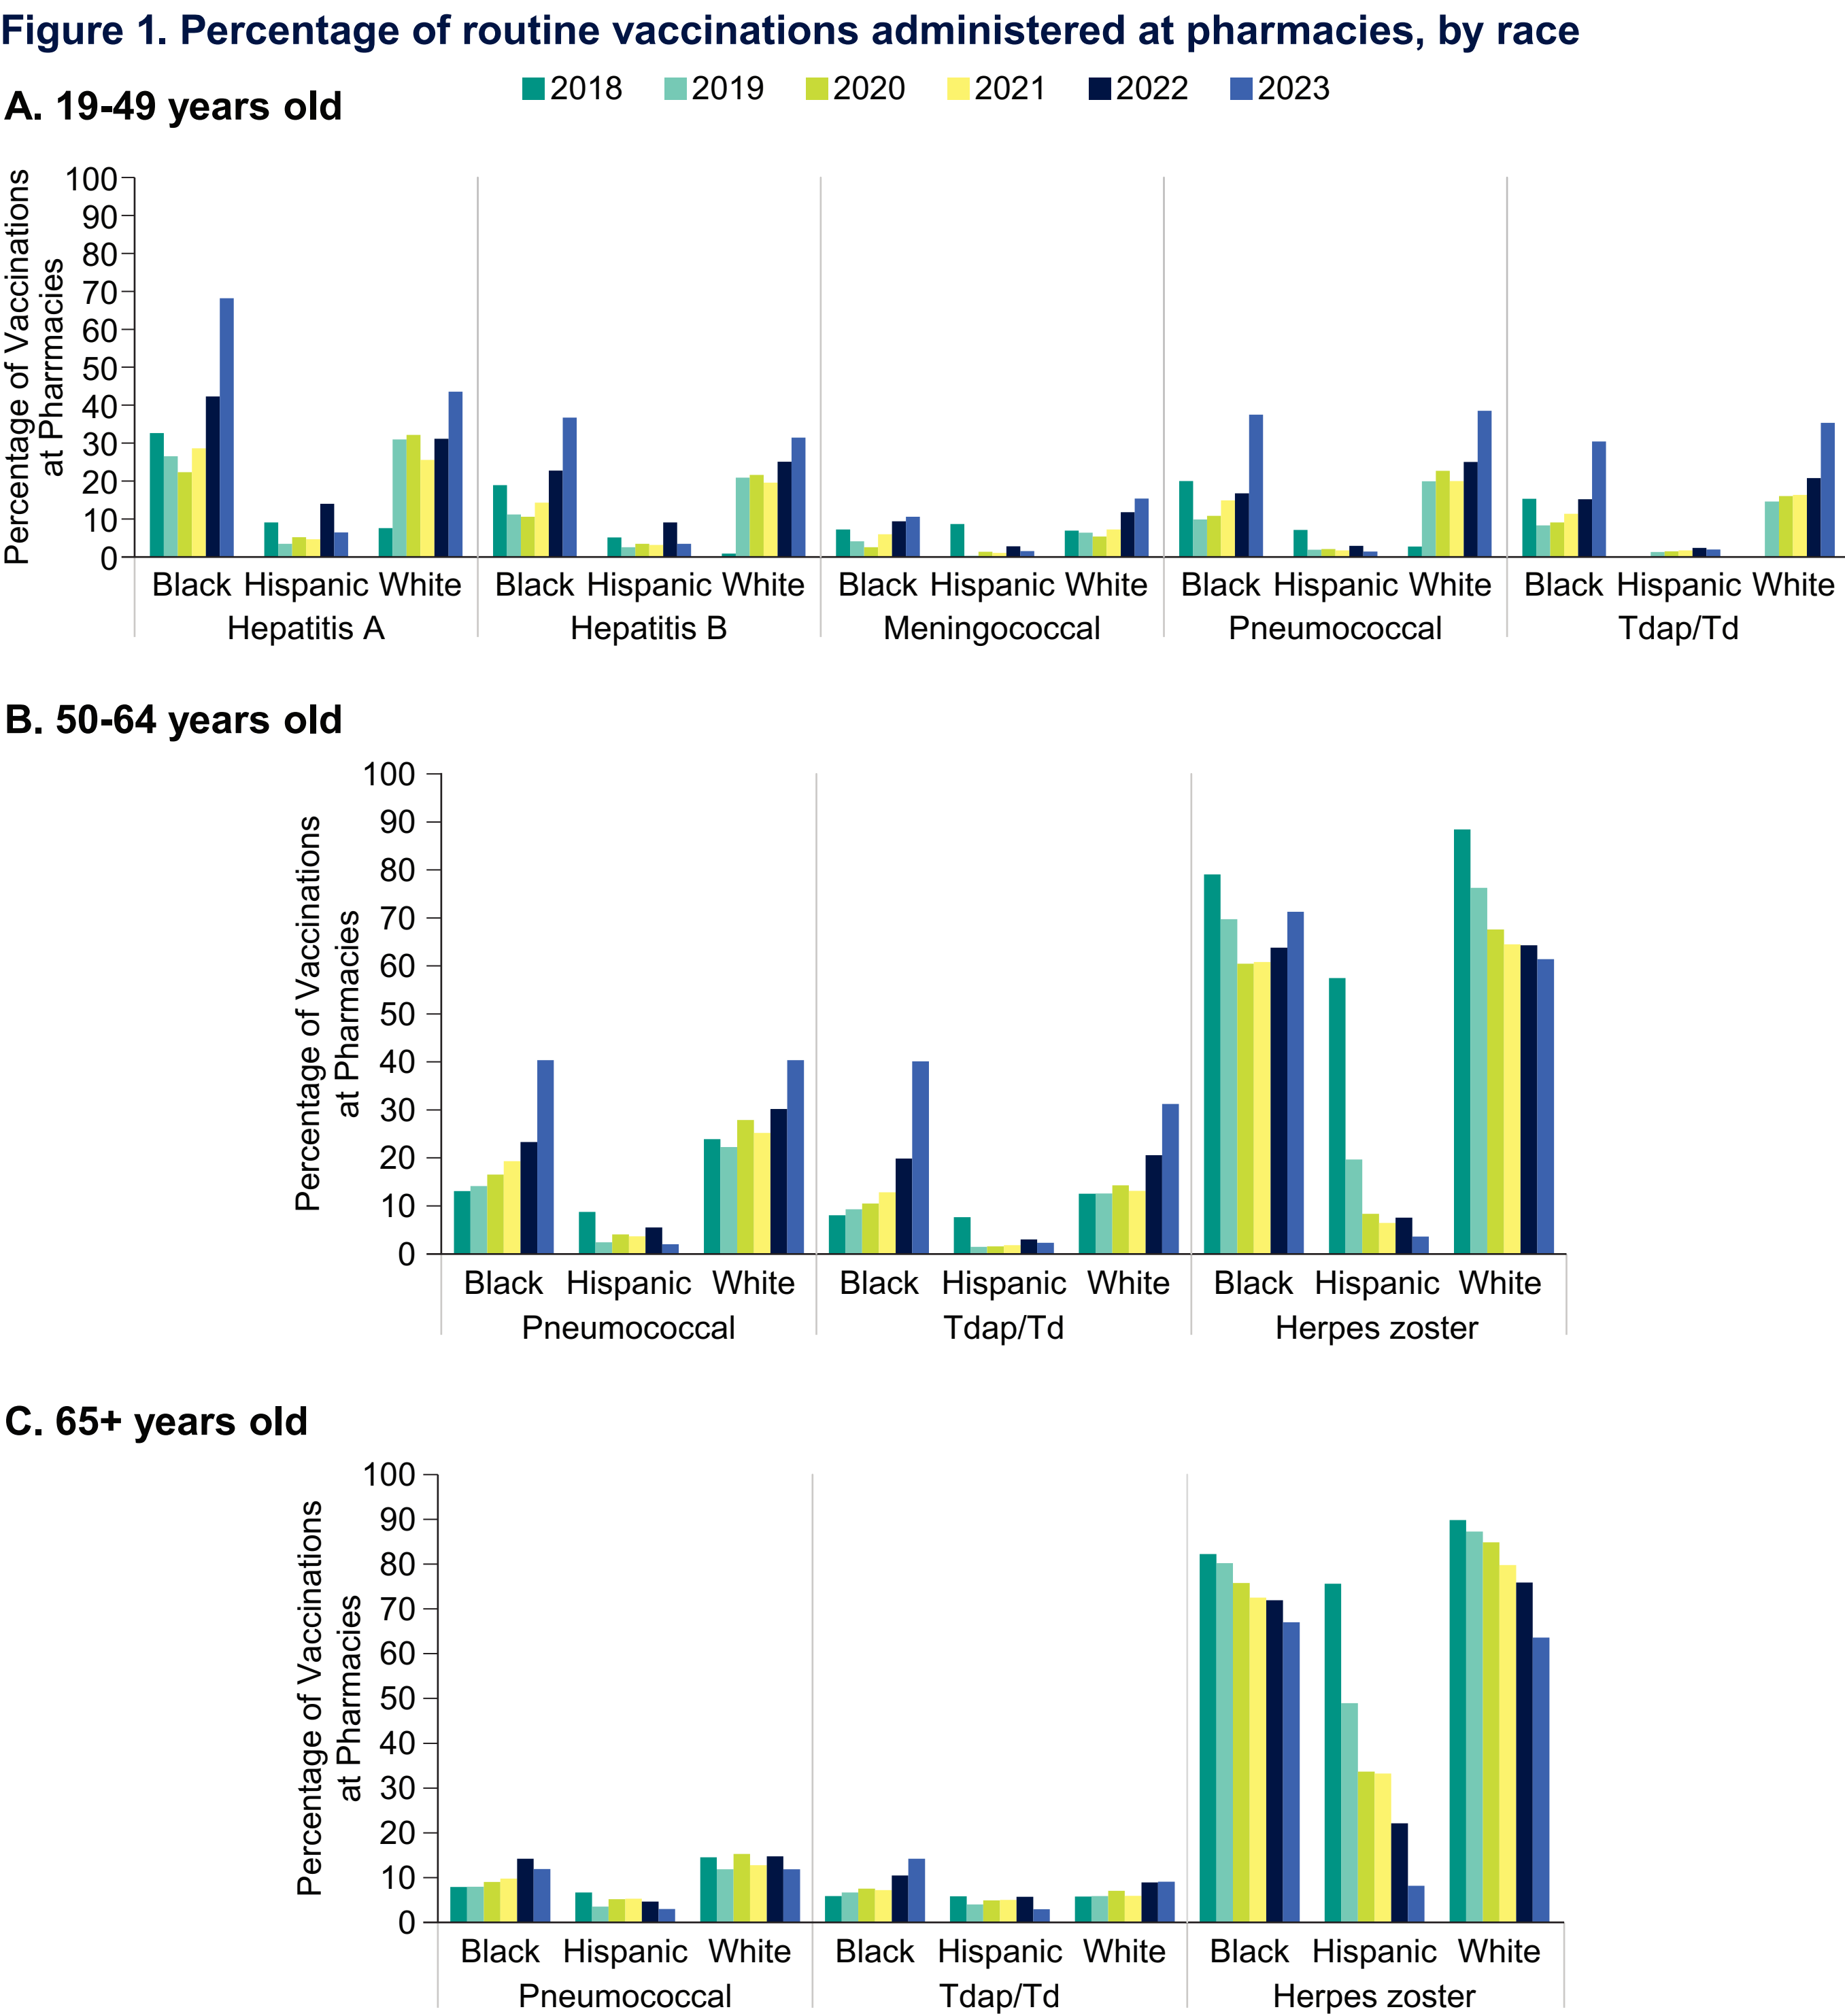 Figure 1. Percentage of routine vaccinations administered at pharmacies, by race
2018 2019 2020 2021 2022 2023
A. 19-49 years old
Percentage of Vaccinations
at Pharmacies
100
90
80
70
60
50
40
30
20
10
0
Black Hispanic White Black Hispanic White Black Hispanic White Black Hispanic White Black Hispanic White
Hepatitis A Hepatitis B Meningococcal Pneumococcal Tdap/Td
B. 50-64 years old
Percentage of Vaccinations
at Pharmacies
100
90
80
70
60
50
40
30
20
10
0
Black Hispanic White Black Hispanic White Black Hispanic White
Pneumococcal Tdap/Td Herpes zoster
C. 65+ years old
Percentage of Vaccinations
at Pharmacies
100
90
80
70
60
50
40
30
20
10
0
Black Hispanic White Black Hispanic White Black Hispanic White
Pneumococcal Tdap/Td Herpes zoster